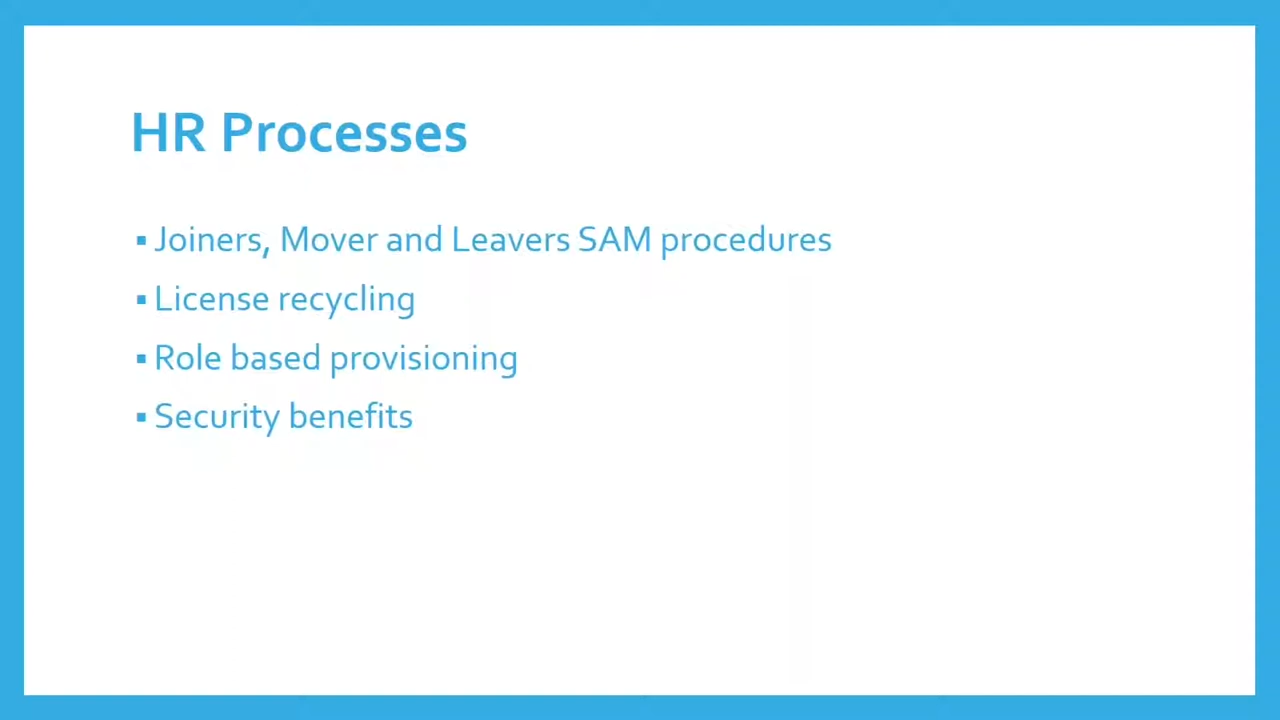 HR Processes
▪ Joiners, Mover and Leavers SAM procedures
▪ License recycling
▪ Role based provisioning
▪ Security benefits